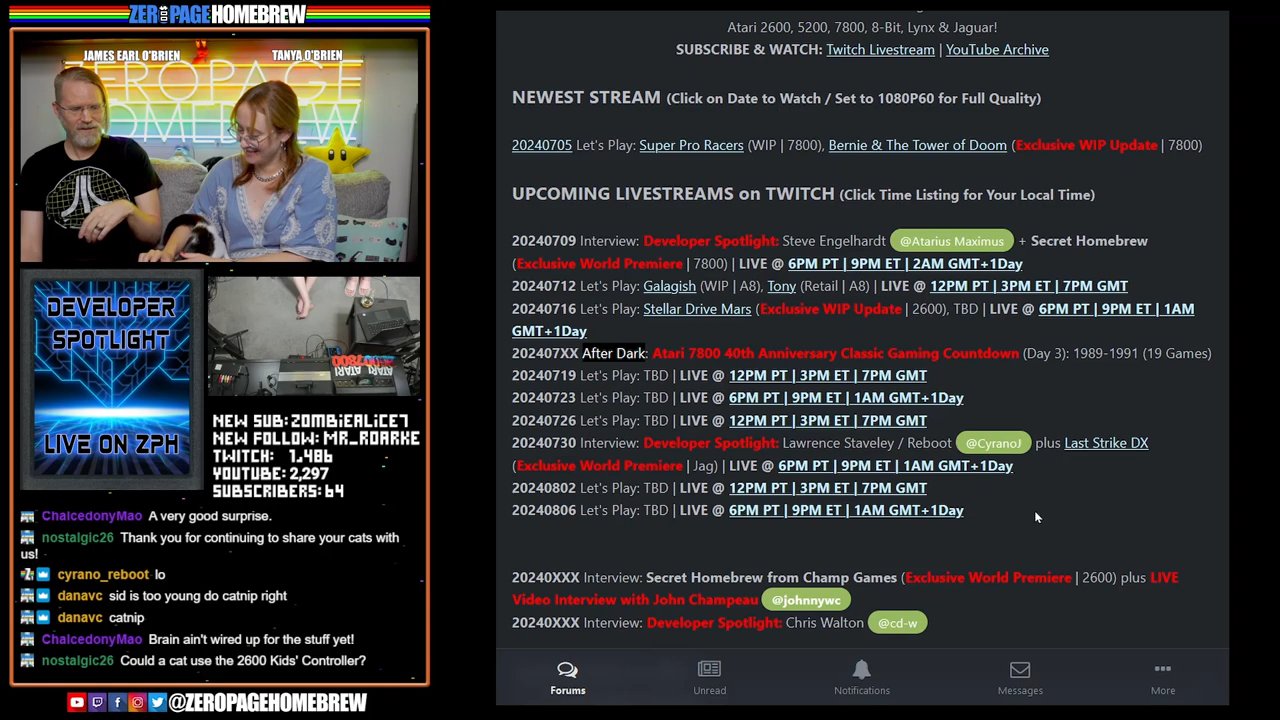 ZEROPAGEHOMEBREW
JAMES EARL O'BRIEN
TANYA O'BRIEN
ZEROPAGE
HOMEBREW
DEVELOPER
SPOTLIGHT
LIVE ON ZPH
NEW SUB: ZOMBIEALICE7
NEW FOLLOW: MR_ROARKE
TWITCH: 1,486
YOUTUBE: 2,297
SUBSCRIBERS: 64
ChalcedonyMao A very good surprise.
nostalgic26 Thank you for continuing to share your cats with
us!
cyrano_reboot lo
danavc sid is too young do catnip right
danavc catnip
ChalcedonyMao Brain ain't wired up for the stuff yet!
nostalgic26 Could a cat use the 2600 Kids' Controller?
@ZEROPAGEHOMEBREW
Atari 2600, 5200, 7800, 8-Bit, Lynx & Jaguar!
SUBSCRIBE & WATCH: Twitch Livestream | YouTube Archive
NEWEST STREAM (Click on Date to Watch / Set to 1080P60 for Full Quality)
20240705 Let's Play: Super Pro Racers (WIP | 7800), Bernie & The Tower of Doom (Exclusive WIP Update | 7800)
UPCOMING LIVESTREAMS on TWITCH (Click Time Listing for Your Local Time)
20240709 Interview: Developer Spotlight: Steve Engelhardt @Atarius Maximus + Secret Homebrew
(Exclusive World Premiere | 7800) | LIVE @ 6PM PT | 9PM ET | 2AM GMT+1Day
20240712 Let's Play: Galagish (WIP | A8), Tony (Retail | A8) | LIVE @ 12PM PT | 3PM ET | 7PM GMT
20240716 Let's Play: Stellar Drive Mars (Exclusive WIP Update | 2600), TBD | LIVE @ 6PM PT | 9PM ET | 1AM
GMT+1Day
202407XX After Dark: Atari 7800 40th Anniversary Classic Gaming Countdown (Day 3): 1989-1991 (19 Games)
20240719 Let's Play: TBD | LIVE @ 12PM PT | 3PM ET | 7PM GMT
20240723 Let's Play: TBD | LIVE @ 6PM PT | 9PM ET | 1AM GMT+1Day
20240726 Let's Play: TBD | LIVE @ 12PM PT | 3PM ET | 7PM GMT
20240730 Interview: Developer Spotlight: Lawrence Staveley / Reboot @CyranoJ plus Last Strike DX
(Exclusive World Premiere | Jag) | LIVE @ 6PM PT | 9PM ET | 1AM GMT+1Day
20240802 Let's Play: TBD | LIVE @ 12PM PT | 3PM ET | 7PM GMT
20240806 Let's Play: TBD | LIVE @ 6PM PT | 9PM ET | 1AM GMT+1Day
20240XXX Interview: Secret Homebrew from Champ Games (Exclusive World Premiere | 2600) plus LIVE
Video Interview with John Champeau @johnnywc
20240XXX Interview: Developer Spotlight: Chris Walton @cd-w
Forums
Unread
Notifications
Messages
More